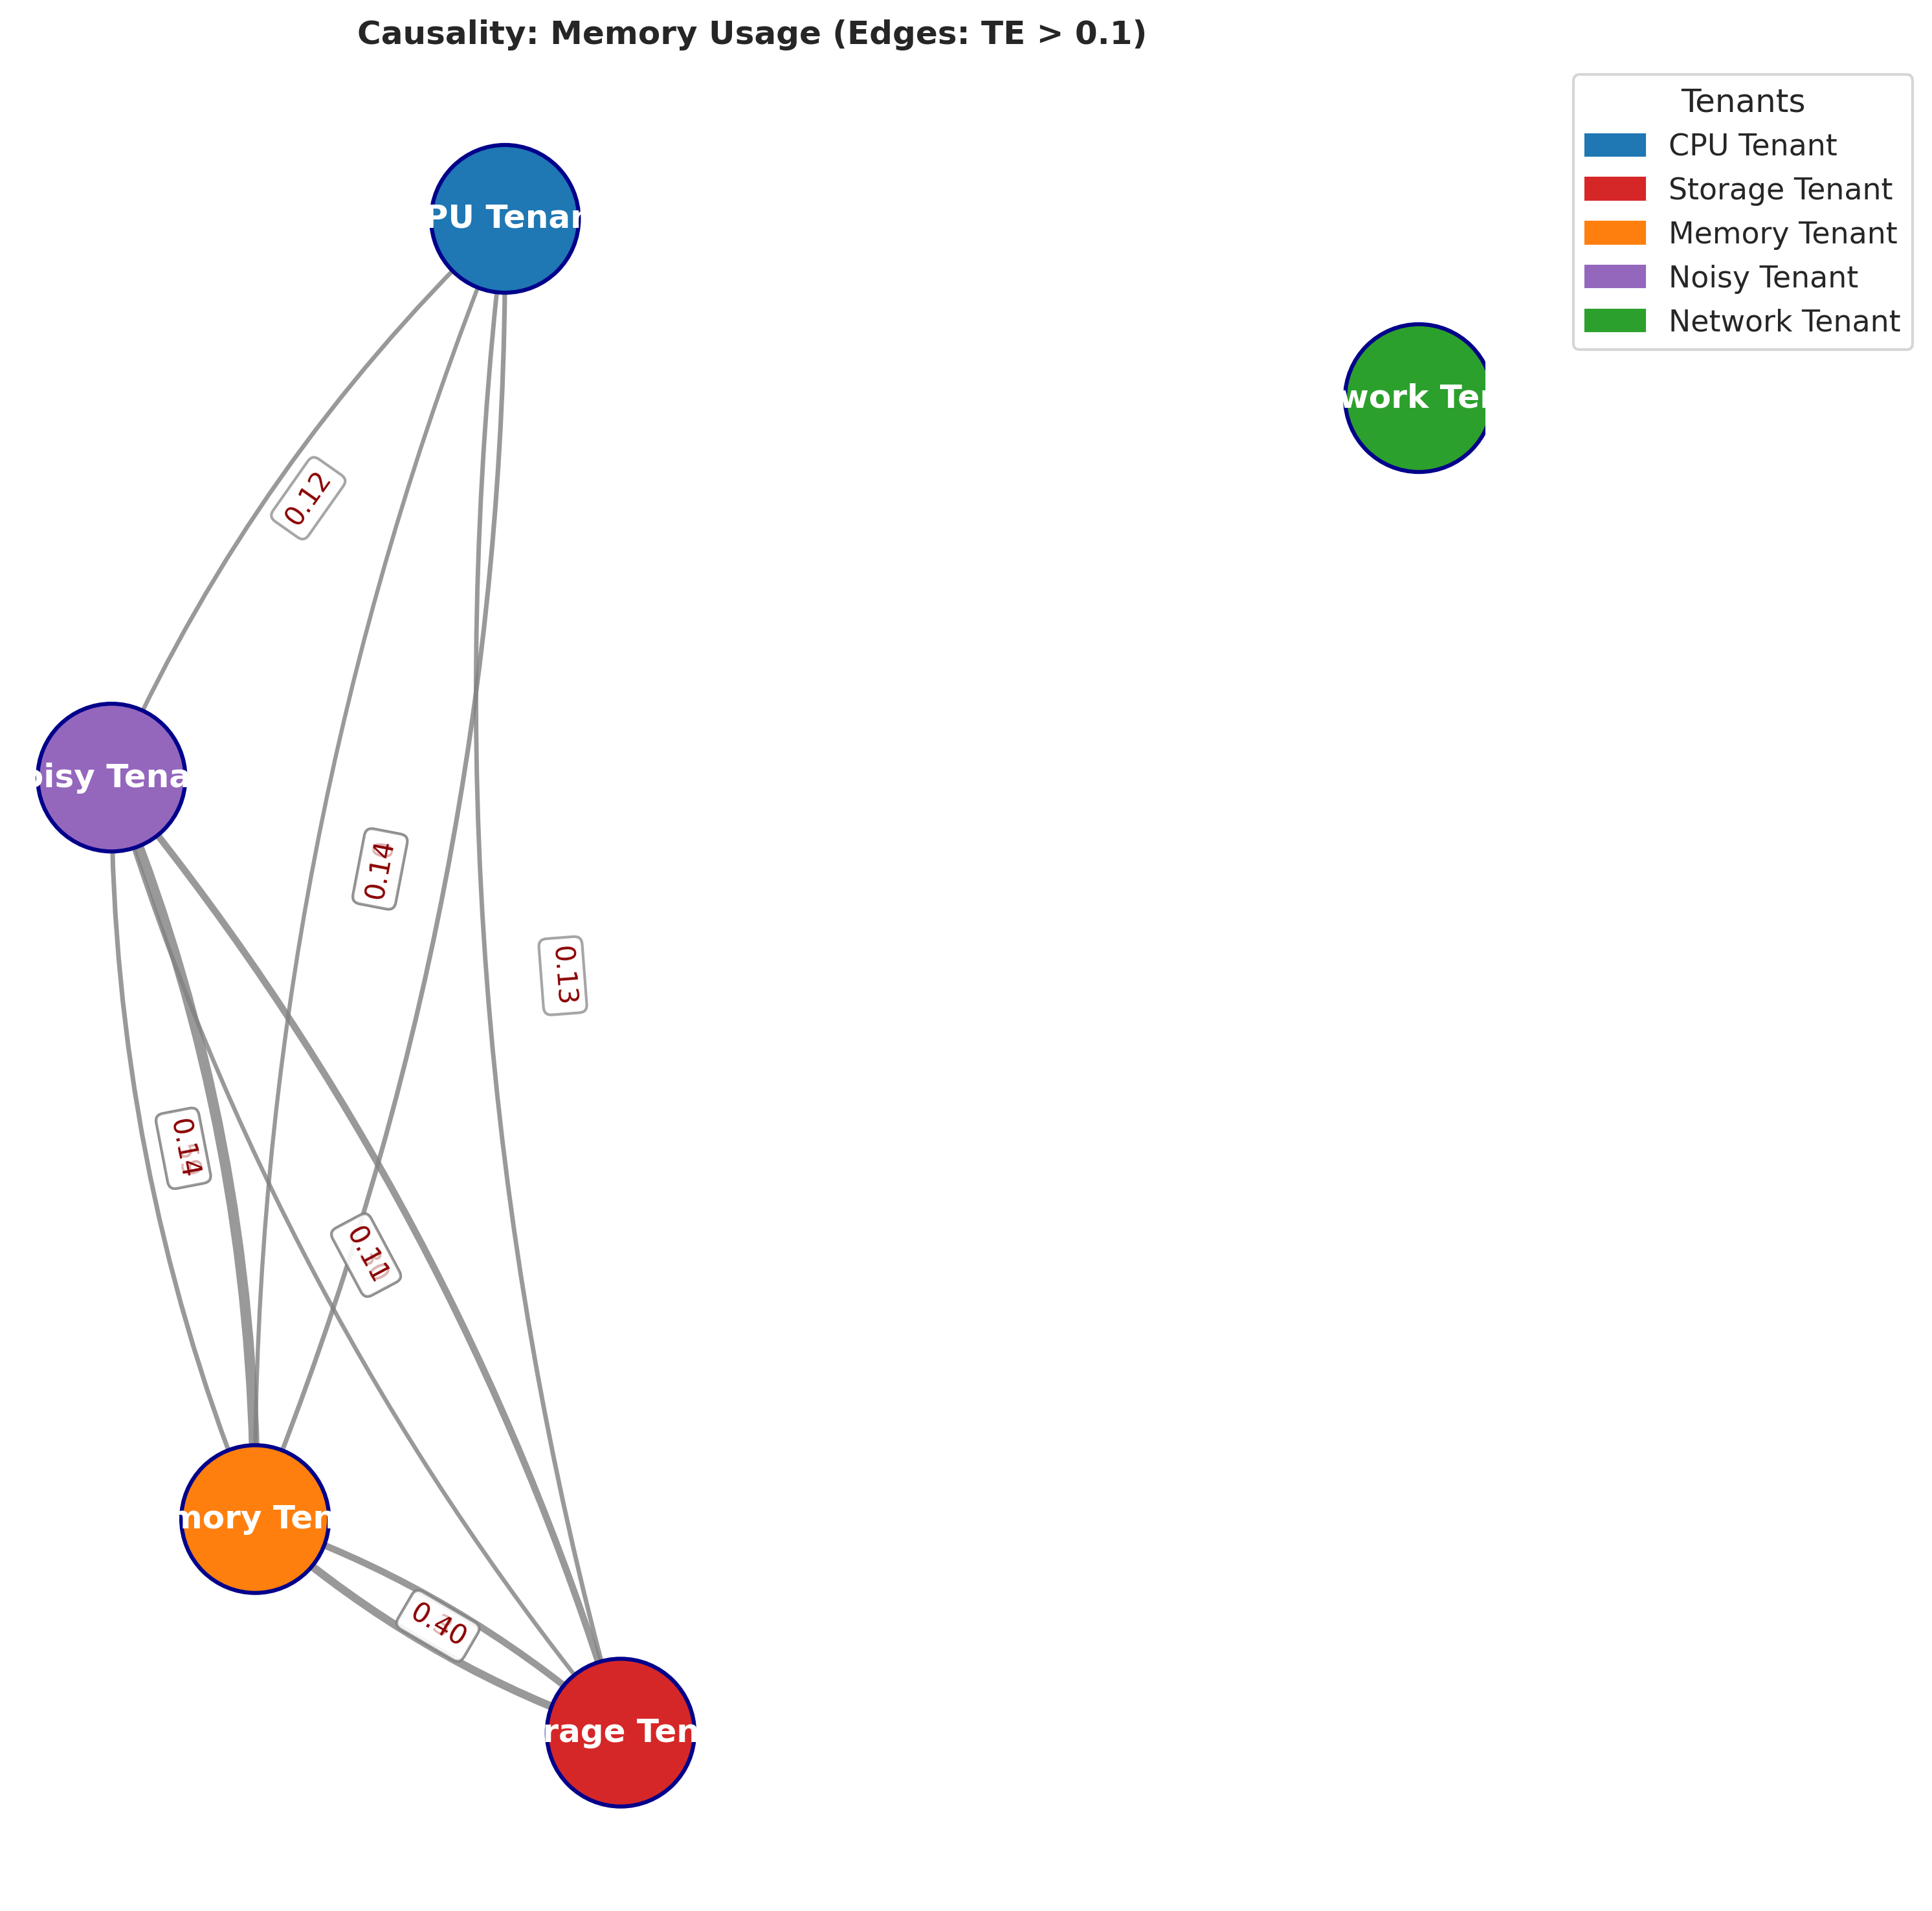 Causality: Memory Usage (Edges: TE > 0.1)
Tenants
CPU Tenant
Storage Tenant
Memory Tenant
Noisy Tenant
Network Tenant
PU Tenan
work Ten
0.12
oisy Tena
0.14
0.13
0.14
0.11
mory Ten
0.40
rage Ten